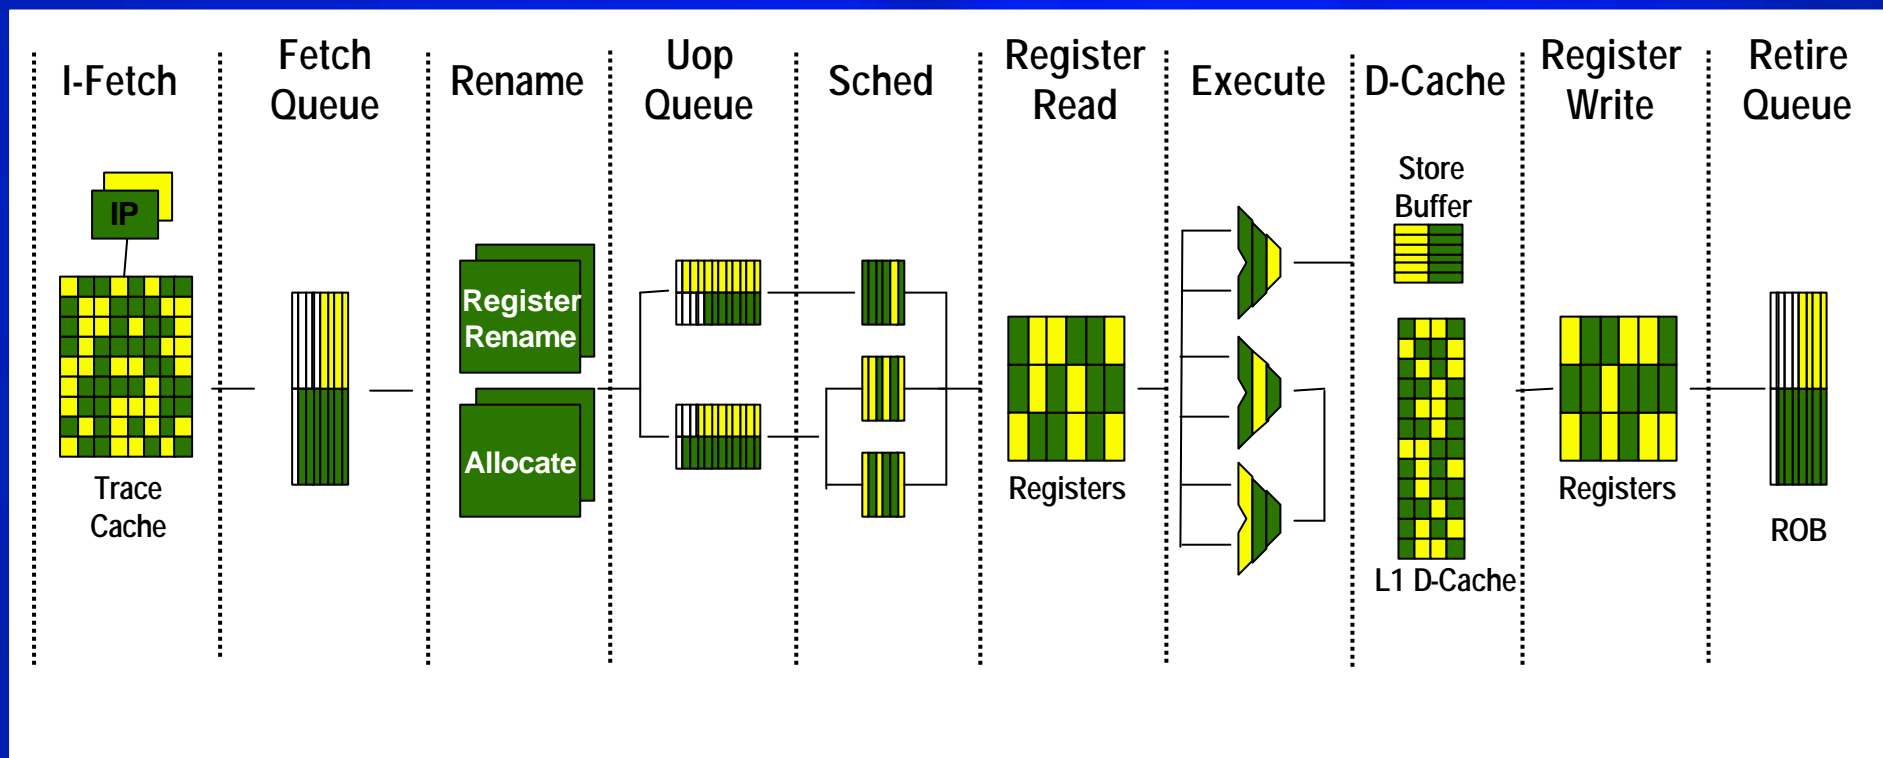 I-Fetch
Fetch
Queue
Rename
Uop
Queue
Sched
Register
Read
Execute
D-Cache
Register
Write
Retire
Queue
IP
Trace
Cache
Register
Rename
Allocate
Registers
Store
Buffer
L1 D-Cache
Registers
ROB